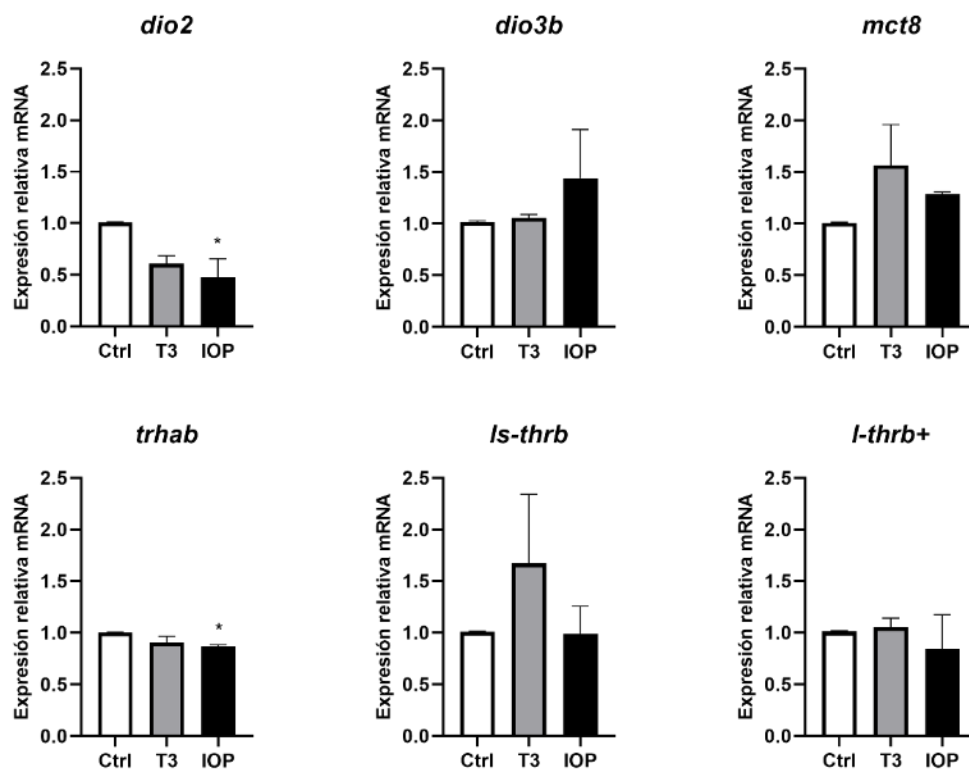 dio2
Expresión relativa mRNA
2.5
2.0
1.5
1.0
0.5
0.0
*
Ctrl T3 IOP
dio3b
Expresión relativa mRNA
2.5
2.0
1.5
1.0
0.5
0.0
Ctrl T3 IOP
mct8
Expresión relativa mRNA
2.5
2.0
1.5
1.0
0.5
0.0
Ctrl T3 IOP
trhab
Expresión relativa mRNA
2.5
2.0
1.5
1.0
0.5
0.0
*
Ctrl T3 IOP
ls-thrb
Expresión relativa mRNA
2.5
2.0
1.5
1.0
0.5
0.0
Ctrl T3 IOP
l-thrb+
Expresión relativa mRNA
2.5
2.0
1.5
1.0
0.5
0.0
Ctrl T3 IOP